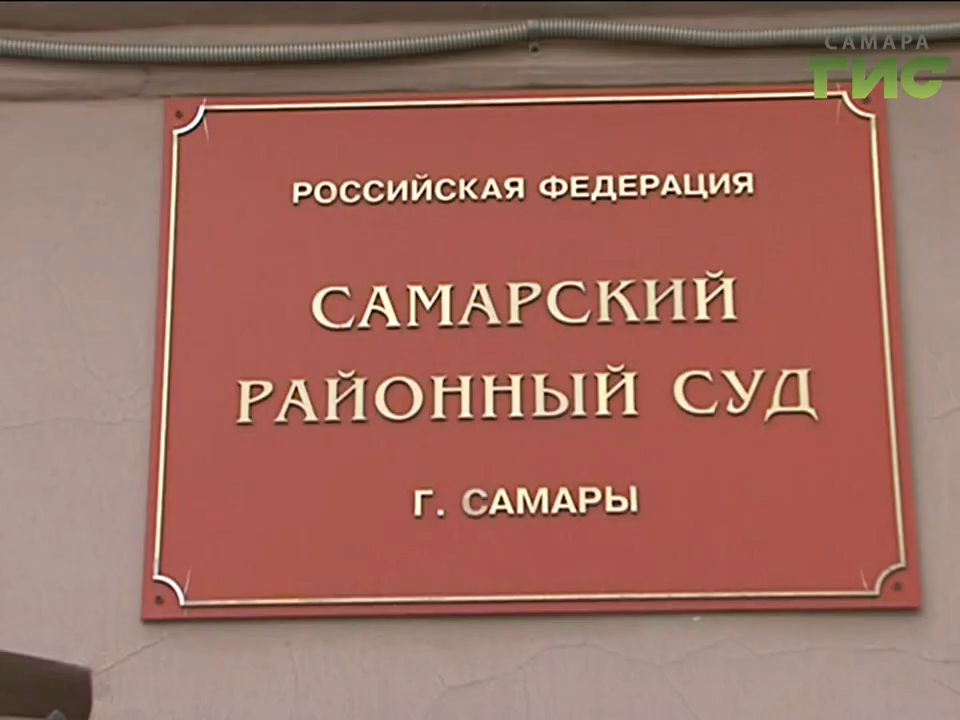 САМАРА
ГИС
РОССИЙСКАЯ ФЕДЕРАЦИЯ
САМАРСКИЙ
РАЙОННЫЙ СУД
Г. САМАРЫ